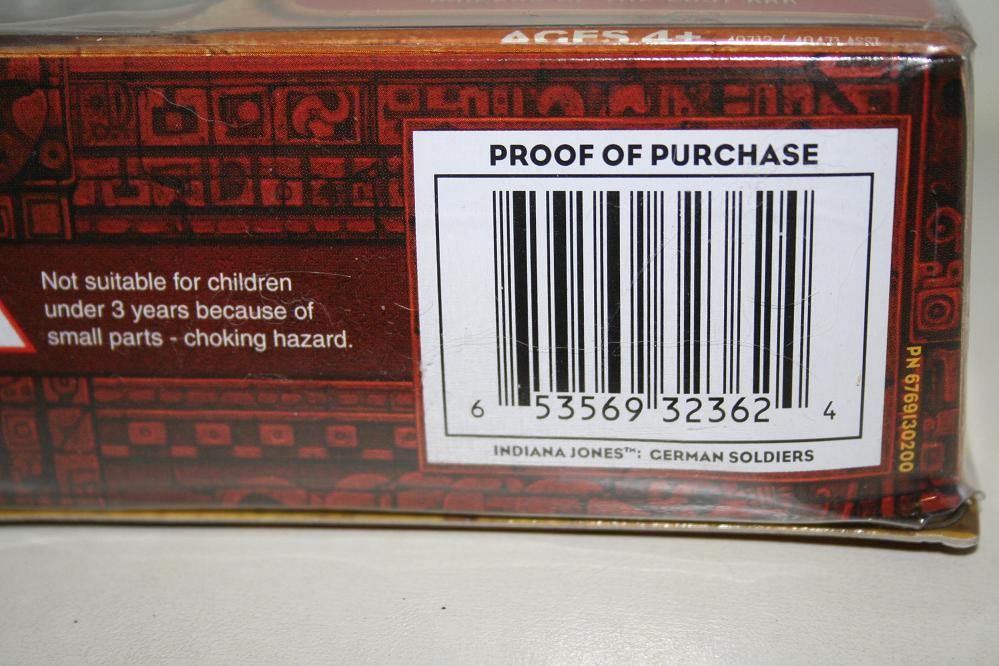 AGES 4+
PROOF OF PURCHASE
Not suitable for children
under 3 years because of
small parts - choking hazard.
6 53569 32362 4
INDIANA JONES™: GERMAN SOLDIERS
PN 6769130200